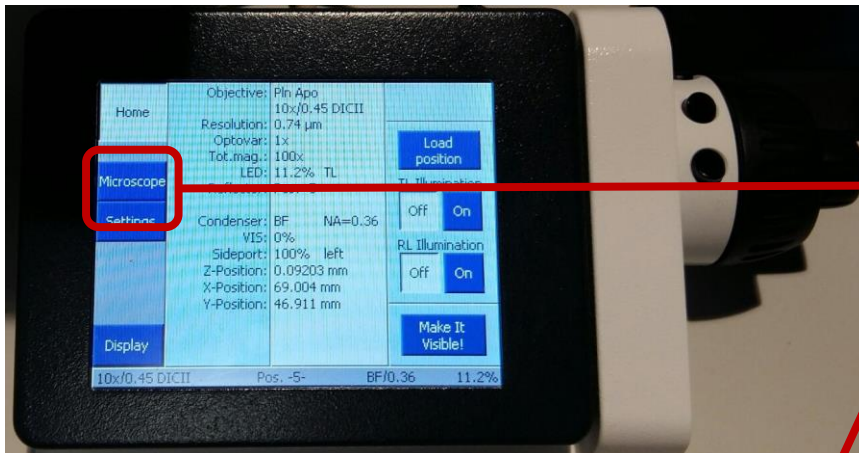 Home
Microscope
Settings
Display
Objective: Pln Apo
10x/0.45 DICII
Resolution: 0.74 µm
Optovar: 1x
Tot.mag.: 100x
LED: 11.2% TL
Condenser: BF NA=0.36
VIS: 0%
Sideport: 100% left
Z-Position: 0.09203 mm
X-Position: 69.004 mm
Y-Position: 46.911 mm
Load
position
TL Illumination
Off On
RL Illumination
Off On
Make It
Visible!
10x/0.45 DICII Pos. -5- BF/0.36 11.2%